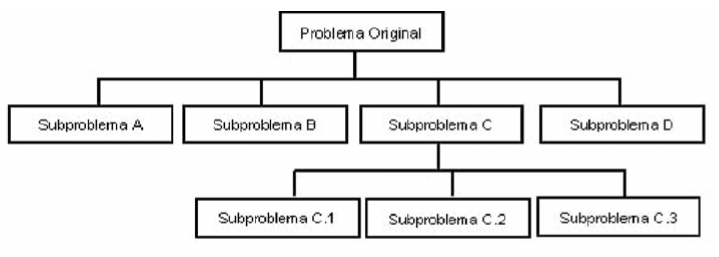 Problema Original
Subproblema A
Subproblema B
Subproblema C
Subproblema D
Subproblema C.1
Subproblema C.2
Subproblema C.3